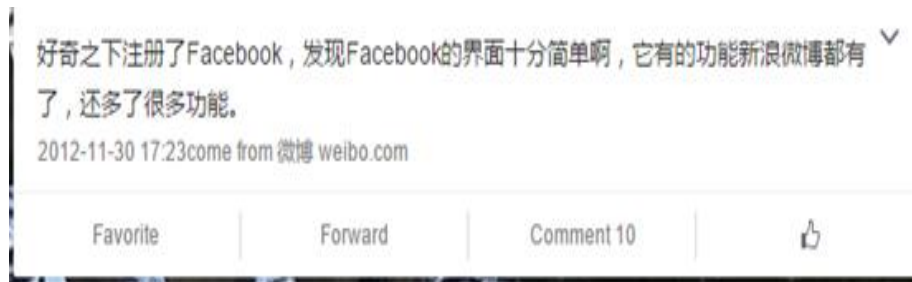 好奇之下注册了Facebook，发现Facebook的界面十分简单啊，它有的功能新浪微博都有
了，还多了很多功能。
2012-11-30 17:23come from 微博 weibo.com
Favorite Forward Comment 10